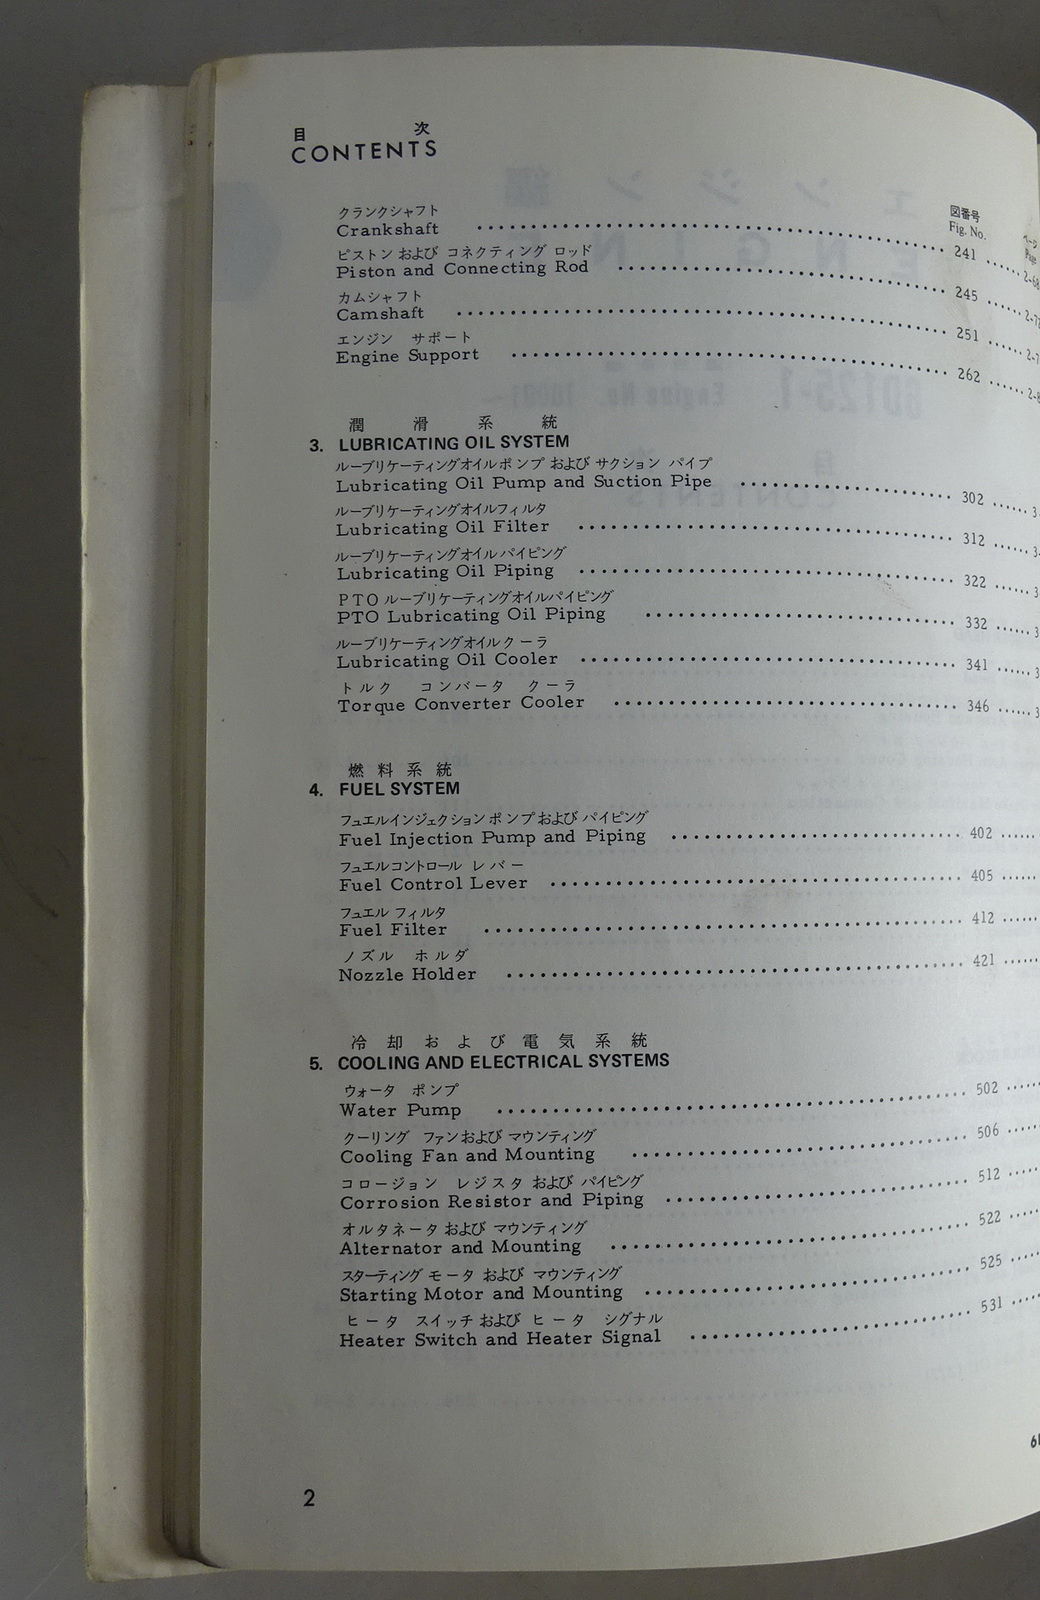 目 次
CONTENTS
図番号
Fig. No.
ページ
Page
クランクシャフト
Crankshaft 241 2-68
ピストン および コネクティング ロッド
Piston and Connecting Rod 245
カムシャフト
Camshaft 251
エンジン サポート
Engine Support 262
潤 滑 系 統
3. LUBRICATING OIL SYSTEM
ルーブリケーティングオイルポンプ および サクション パイプ
Lubricating Oil Pump and Suction Pipe 302
ルーブリケーティングオイルフィルタ
Lubricating Oil Filter 312
ルーブリケーティングオイルパイピング
Lubricating Oil Piping 322
PTOルーブリケーティングオイルパイピング
PTO Lubricating Oil Piping 332
ルーブリケーティングオイルクーラ
Lubricating Oil Cooler 341
トルク コンバータ クーラ
Torque Converter Cooler 346
燃 料 系 統
4. FUEL SYSTEM
フュエルインジェクションポンプおよび パイピング
Fuel Injection Pump and Piping 402
フュエルコントロール レバー
Fuel Control Lever 405
フュエル フィルタ
Fuel Filter 412
ノズル ホルダ
Nozzle Holder 421
冷 却 お よ び 電 気 系 統
5. COOLING AND ELECTRICAL SYSTEMS
ウォータ ポンプ
Water Pump 502
クーリング ファンおよび マウンティング
Cooling Fan and Mounting 506
コロージョン レジスタ および パイピング
Corrosion Resistor and Piping 512
オルタネータ および マウンティング
Alternator and Mounting 522
スターティング モータ および マウンティング
Starting Motor and Mounting 525
ヒータ スイッチ および ヒータ シグナル
Heater Switch and Heater Signal 531
2